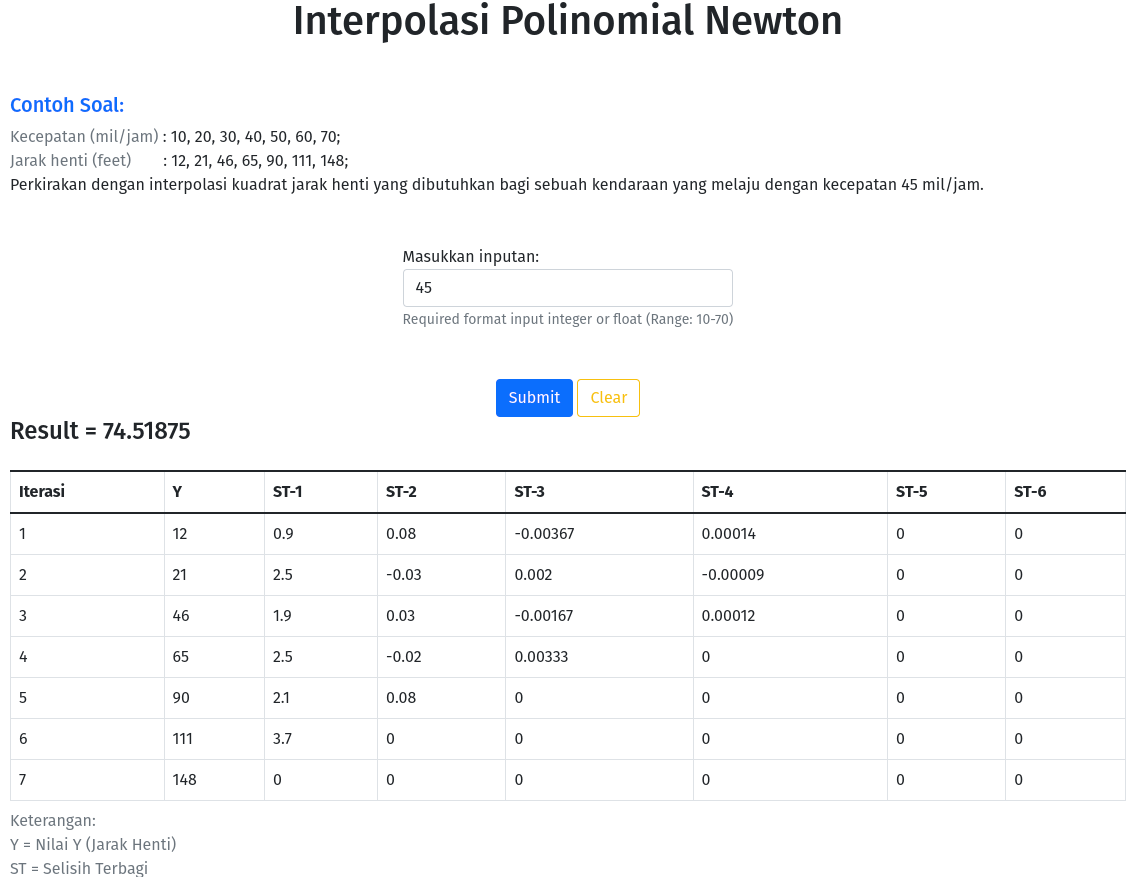 Interpolasi Polinomial Newton
Contoh Soal:
Kecepatan (mil/jam) : 10, 20, 30, 40, 50, 60, 70;
Jarak henti (feet) : 12, 21, 46, 65, 90, 111, 148;
Perkirakan dengan interpolasi kuadrat jarak henti yang dibutuhkan bagi sebuah kendaraan yang melaju dengan kecepatan 45 mil/jam.
Masukkan inputan:
45
Required format input integer or float (Range: 10-70)
Submit Clear
Result = 74.51875
Iterasi Y ST-1 ST-2 ST-3 ST-4 ST-5 ST-6
1 12 0.9 0.08 -0.00367 0.00014 0 0
2 21 2.5 -0.03 0.002 -0.00009 0 0
3 46 1.9 0.03 -0.00167 0.00012 0 0
4 65 2.5 -0.02 0.00333 0 0 0
5 90 2.1 0.08 0 0 0 0
6 111 3.7 0 0 0 0 0
7 148 0 0 0 0 0 0
Keterangan:
Y = Nilai Y (Jarak Henti)
ST = Selisih Terbagi